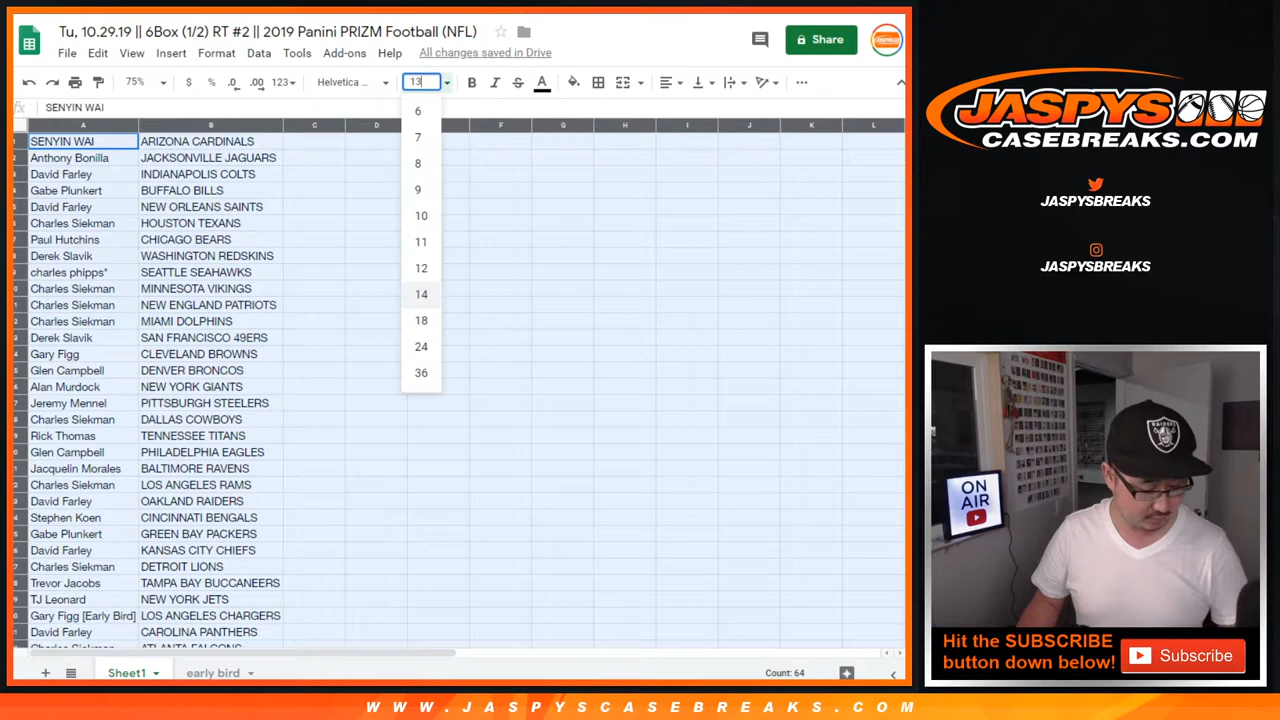 Tu, 10.29.19 || 6Box (1/2) RT #2 || 2019 Panini PRIZM Football (NFL)
File Edit View Insert Format Data Tools Add-ons Help All changes saved in Drive
Share
75% $ % .0 .00 123 Helvetica ... 13 B I S A
fx SENYIN WAI
A B C D F G H I J K L
SENYIN WAI ARIZONA CARDINALS
Anthony Bonilla JACKSONVILLE JAGUARS
David Farley INDIANAPOLIS COLTS
Gabe Plunkert BUFFALO BILLS
David Farley NEW ORLEANS SAINTS
Charles Siekman HOUSTON TEXANS
Paul Hutchins CHICAGO BEARS
Derek Slavik WASHINGTON REDSKINS
charles phipps* SEATTLE SEAHAWKS
Charles Siekman MINNESOTA VIKINGS
Charles Siekman NEW ENGLAND PATRIOTS
Charles Siekman MIAMI DOLPHINS
Derek Slavik SAN FRANCISCO 49ERS
Gary Figg CLEVELAND BROWNS
Glen Campbell DENVER BRONCOS
Alan Murdock NEW YORK GIANTS
Jeremy Mennel PITTSBURGH STEELERS
Charles Siekman DALLAS COWBOYS
Rick Thomas TENNESSEE TITANS
Glen Campbell PHILADELPHIA EAGLES
Jacquelin Morales BALTIMORE RAVENS
Charles Siekman LOS ANGELES RAMS
David Farley OAKLAND RAIDERS
Stephen Koen CINCINNATI BENGALS
Gabe Plunkert GREEN BAY PACKERS
David Farley KANSAS CITY CHIEFS
Charles Siekman DETROIT LIONS
Trevor Jacobs TAMPA BAY BUCCANEERS
TJ Leonard NEW YORK JETS
Gary Figg [Early Bird] LOS ANGELES CHARGERS
David Farley CAROLINA PANTHERS
Charles Siekman ATLANTA FALCONS
6
7
8
9
10
11
12
14
18
24
36
Sheet1 early bird Count: 64
JASPYS
CASEBREAKS.COM
JASPYSBREAKS
JASPYSBREAKS
RAIDERS
ON
AIR
Hit the SUBSCRIBE
button down below!
Subscribe
WWW.JASPYSCASEBREAKS.COM